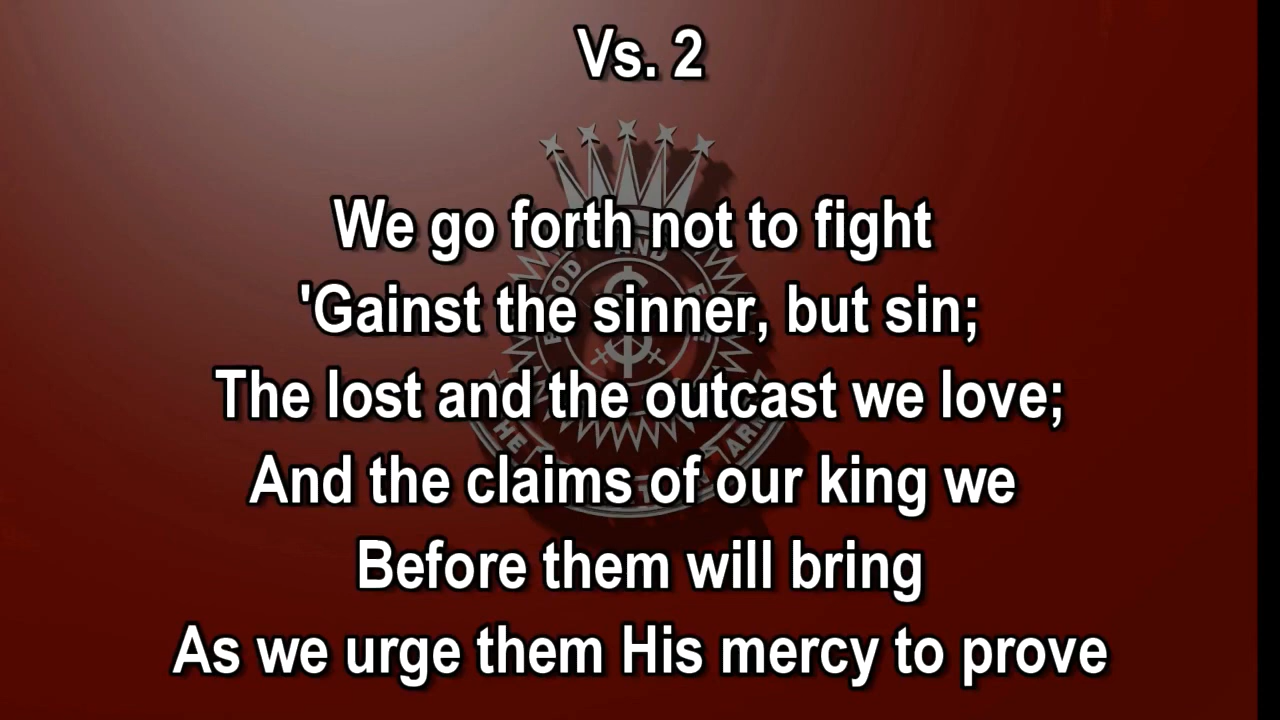 Vs. 2
We go forth not to fight
'Gainst the sinner, but sin;
The lost and the outcast we love;
And the claims of our king we
Before them will bring
As we urge them His mercy to prove
AND